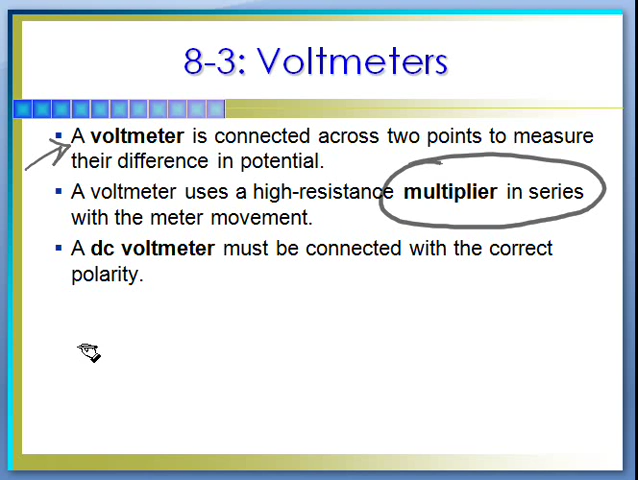 8-3: Voltmeters
▪ A voltmeter is connected across two points to measure
their difference in potential.
▪ A voltmeter uses a high-resistance multiplier in series
with the meter movement.
▪ A dc voltmeter must be connected with the correct
polarity.